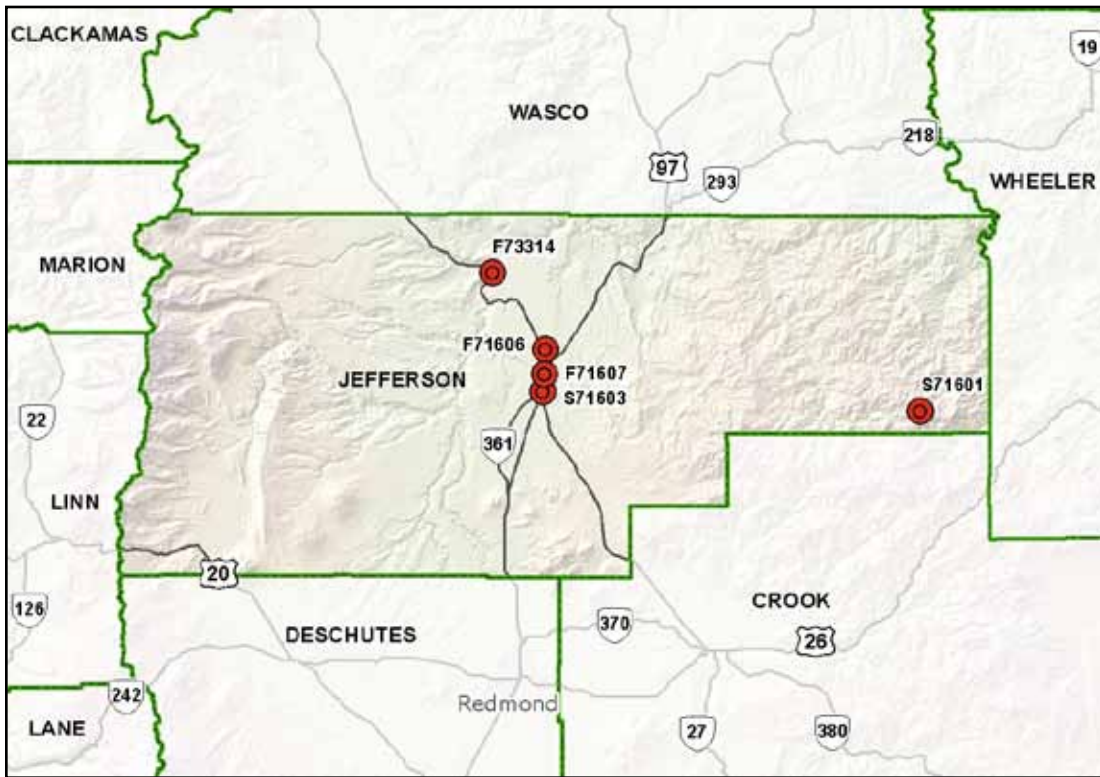 CLACKAMAS
19
WASCO
218
97
293
WHEELER
MARION
F73314
F71606
JEFFERSON
F71607
S71603
S71601
22
361
LINN
20
126
DESCHUTES
370
CROOK
26
242
Redmond
LANE
27
380